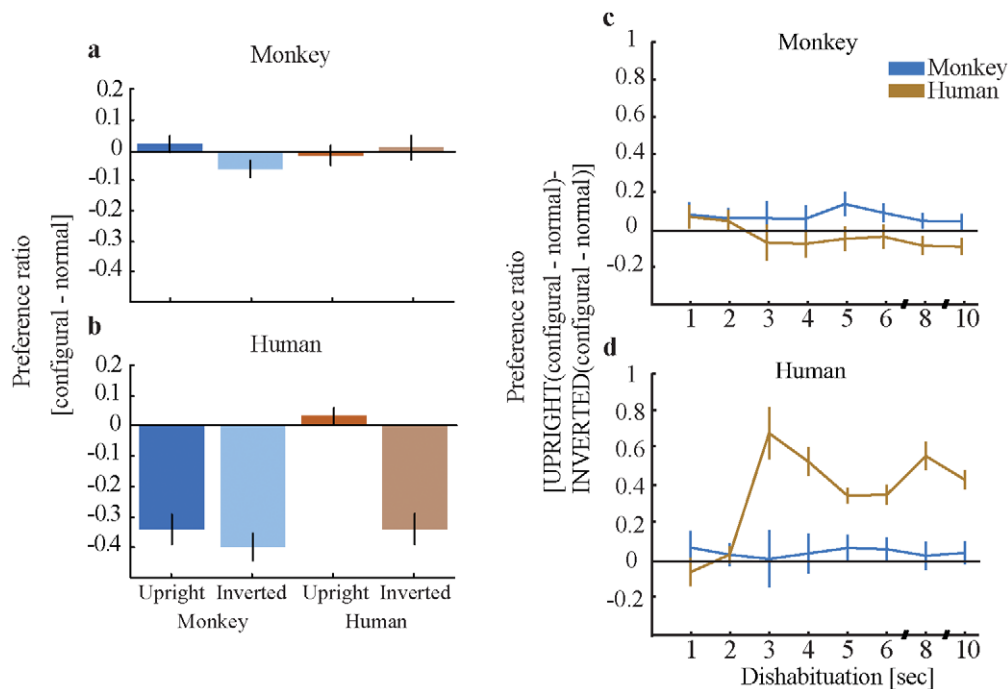 a
Monkey
0.2
0.1
0
-0.1
-0.2
-0.3
-0.4
b
Human
0.2
0.1
0
-0.1
-0.2
-0.3
-0.4
Upright Inverted Upright Inverted
Monkey Human
Preference ratio
[configural - normal]
c
Monkey
Monkey
Human
1
0.8
0.6
0.4
0.2
0
-0.2
1 2 3 4 5 6 8 10
d
Human
1
0.8
0.6
0.4
0.2
0
-0.2
1 2 3 4 5 6 8 10
Dishabituation [sec]
Preference ratio
[UPRIGHT(configural - normal)-
INVERTED(configural - normal)]